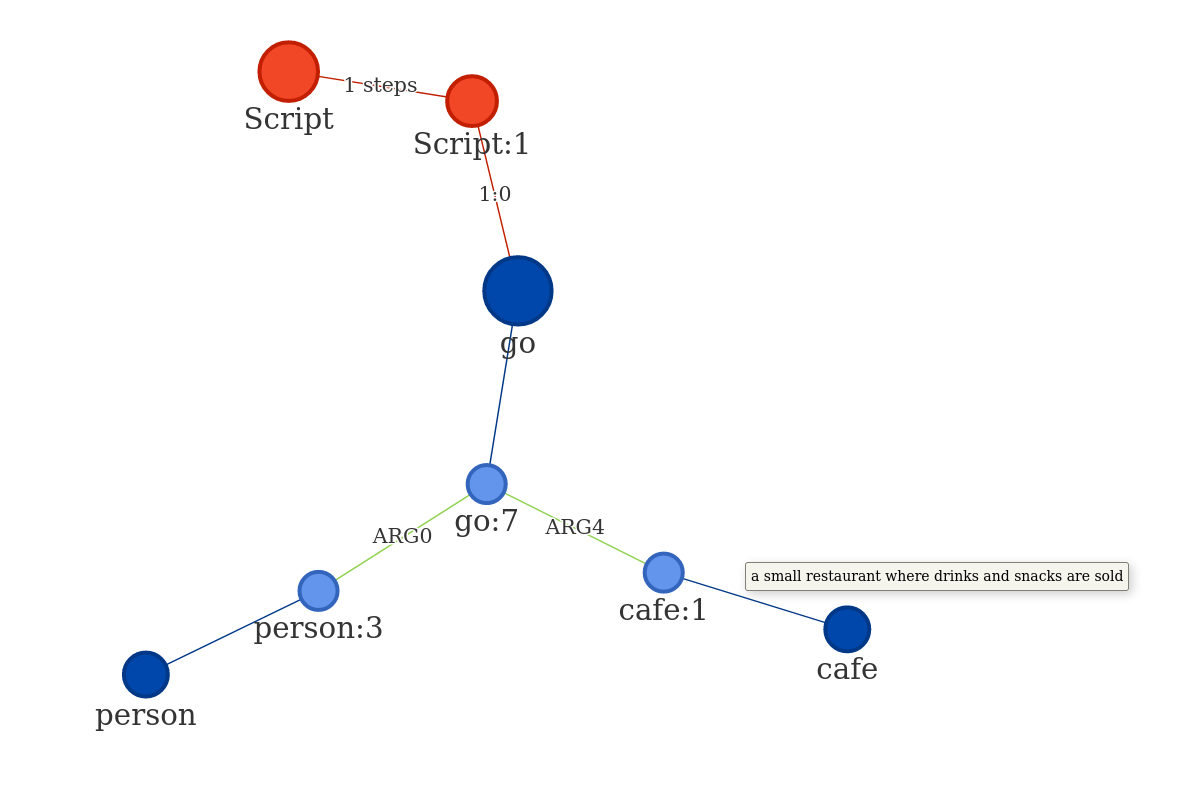 1 steps
Script
Script:1
1:0
go
go:7
ARG0
ARG4
a small restaurant where drinks and snacks are sold
cafe:1
person:3
cafe
person